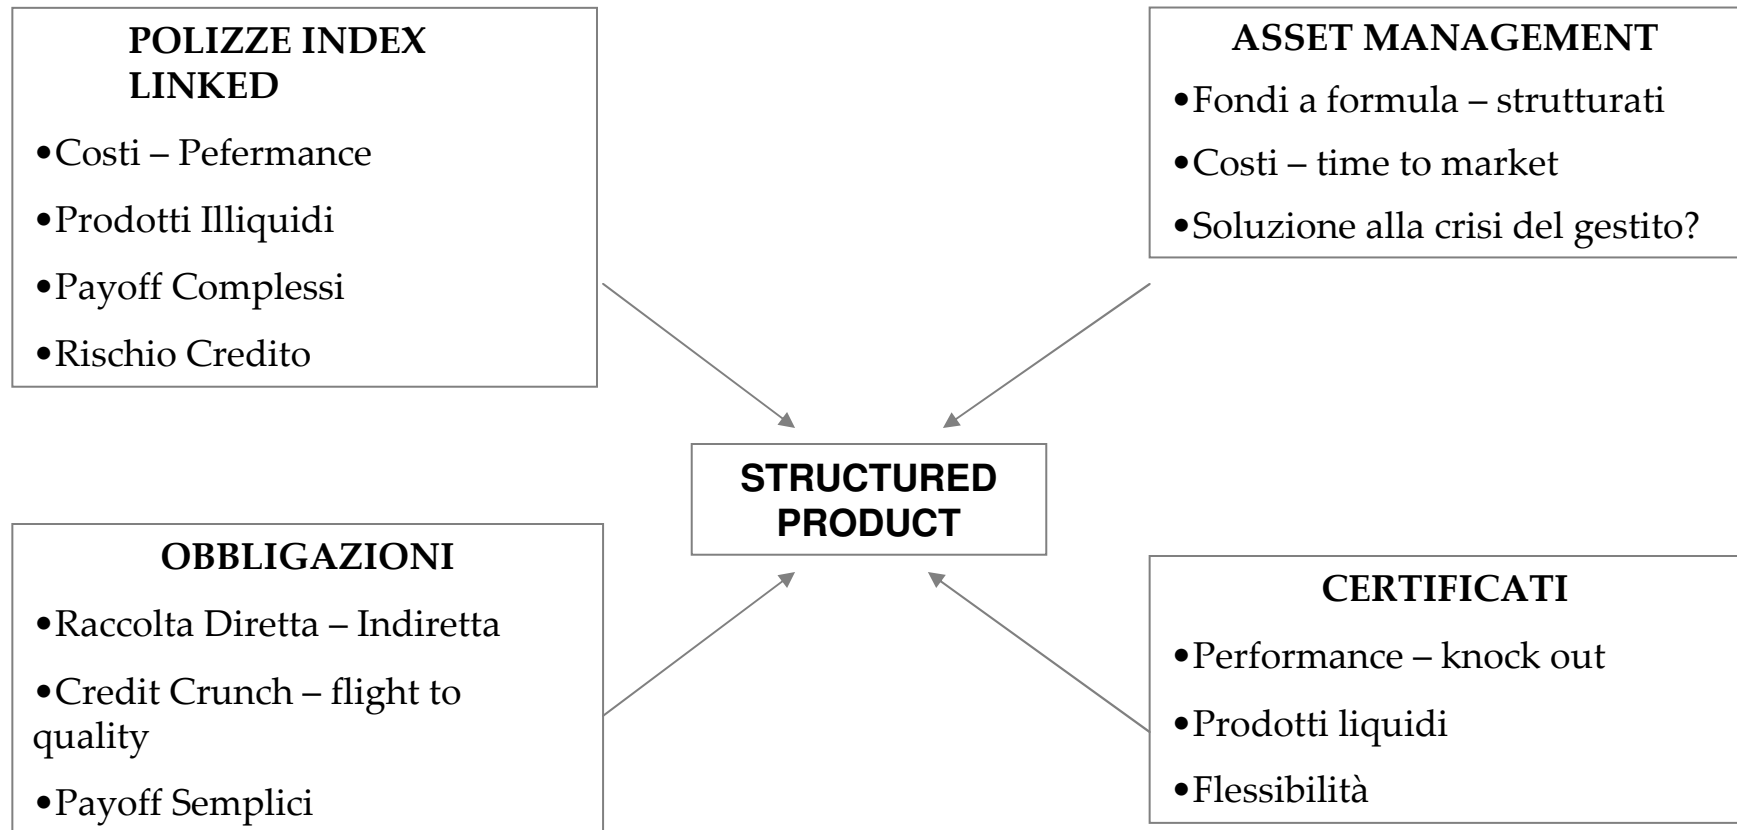 POLIZZE INDEX
LINKED
•Costi – Pefermance
•Prodotti Illiquidi
•Payoff Complessi
•Rischio Credito
ASSET MANAGEMENT
•Fondi a formula – strutturati
•Costi – time to market
•Soluzione alla crisi del gestito?
STRUCTURED
PRODUCT
OBBLIGAZIONI
•Raccolta Diretta – Indiretta
•Credit Crunch – flight to
quality
•Payoff Semplici
CERTIFICATI
•Performance – knock out
•Prodotti liquidi
•Flessibilità